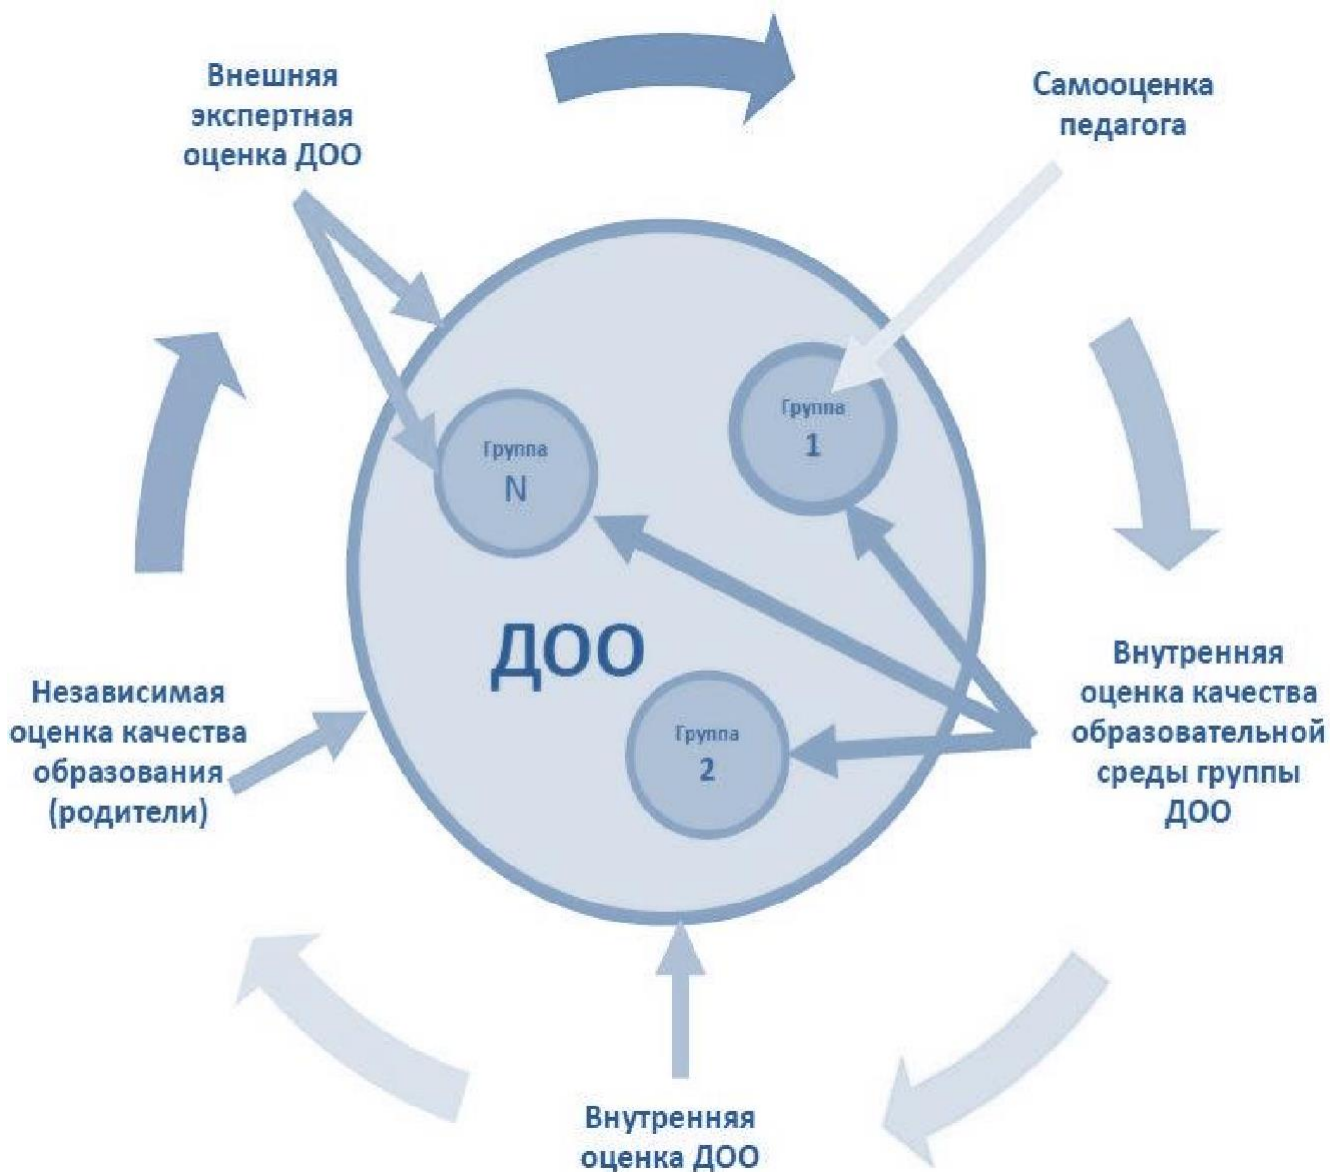 Внешняя
экспертная
оценка ДОО
Самооценка
педагога
Группа
1
Группа
N
ДОО
Группа
2
Внутренняя
оценка качества
образовательной
среды группы
ДОО
Независимая
оценка качества
образования
(родители)
Внутренняя
оценка ДОО